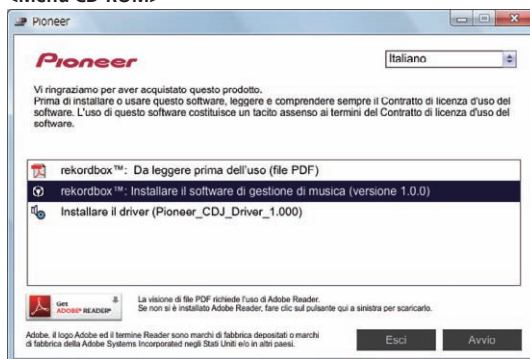 <Menu CD-ROM>
Pioneer
Pioneer
Italiano
Vi ringraziamo per aver acquistato questo prodotto.
Prima di installare o usare questo software, leggere e comprendere sempre il Contratto di licenza d'uso del
software. L'uso di questo software costituisce un tacito assenso ai termini del Contratto di licenza d'uso del
software.
rekordbox™: Da leggere prima dell'uso (file PDF)
rekordbox™: Installare il software di gestione di musica (versione 1.0.0)
Installare il driver (Pioneer_CDJ_Driver_1.000)
Get
ADOBE® READER®
La visione di file PDF richiede l'uso di Adobe Reader.
Se non si è installato Adobe Reader, fare clic sul pulsante qui a sinistra per scaricarlo.
Adobe, il logo Adobe ed il termine Reader sono marchi di fabbrica depositati o marchi
di fabbrica della Adobe Systems Incorporated negli Stati Uniti e/o in altri paesi.
Esci
Avvio